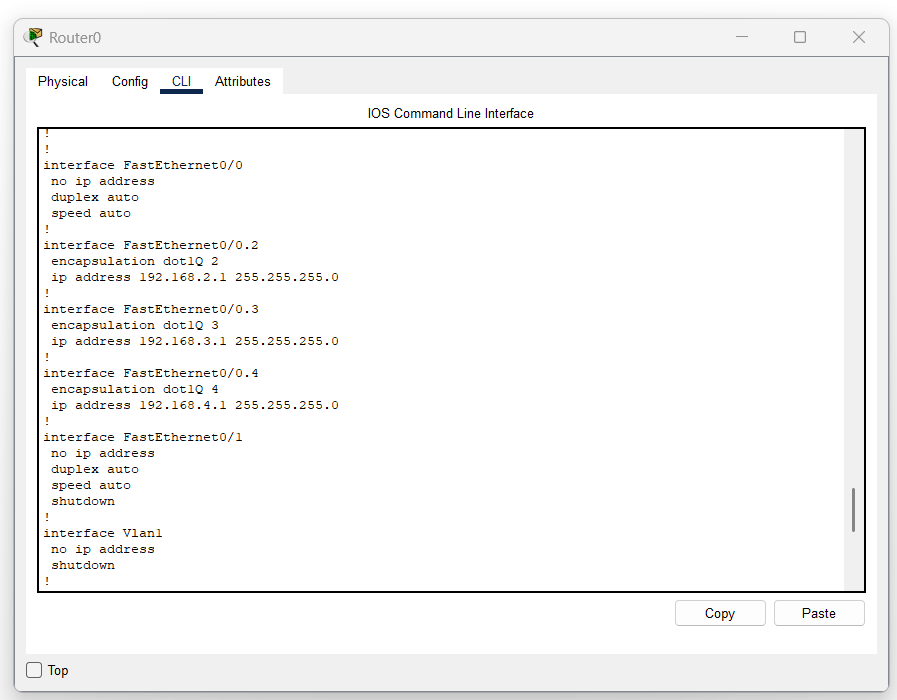 Router0
Physical Config CLI Attributes
IOS Command Line Interface
!
!
interface FastEthernet0/0
 no ip address
 duplex auto
 speed auto
!
interface FastEthernet0/0.2
 encapsulation dot1Q 2
 ip address 192.168.2.1 255.255.255.0
!
interface FastEthernet0/0.3
 encapsulation dot1Q 3
 ip address 192.168.3.1 255.255.255.0
!
interface FastEthernet0/0.4
 encapsulation dot1Q 4
 ip address 192.168.4.1 255.255.255.0
!
interface FastEthernet0/1
 no ip address
 duplex auto
 speed auto
 shutdown
!
interface Vlan1
 no ip address
 shutdown
!
Copy Paste
Top